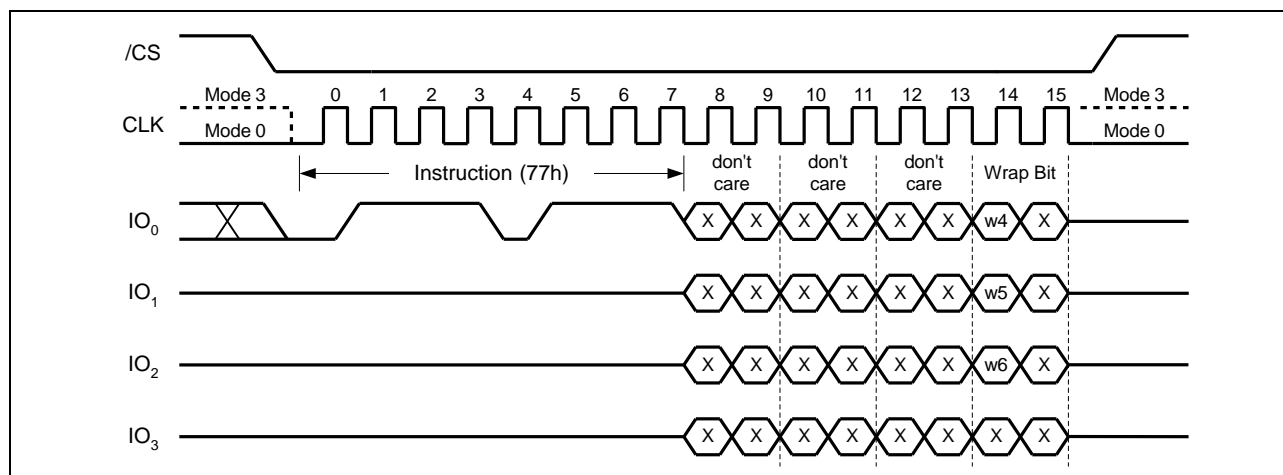 /CS
Mode 3 0 1 2 3 4 5 6 7 8 9 10 11 12 13 14 15 Mode 3
CLK
Mode 0 Mode 0
Instruction (77h) don't care don't care don't care Wrap Bit
IO0 X X X X X X w4 X
IO1 X X X X X X w5 X
IO2 X X X X X X w6 X
IO3 X X X X X X X X